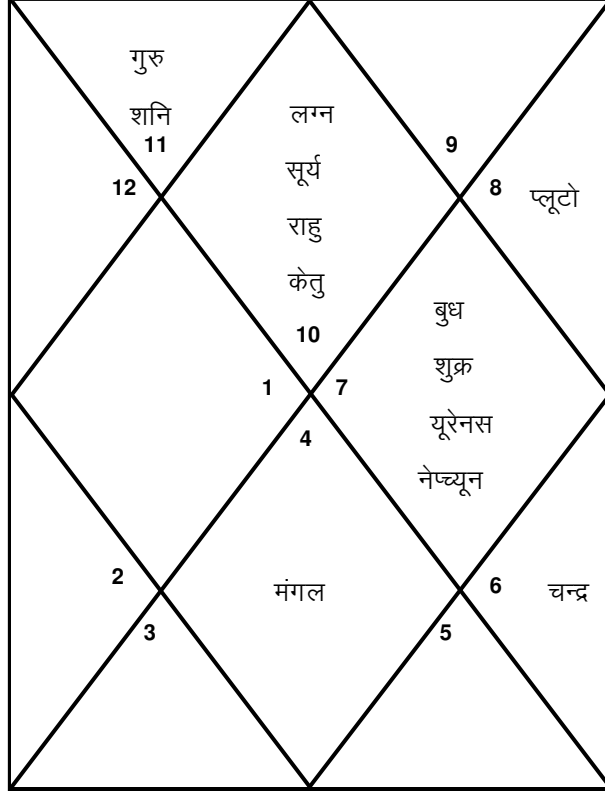 गुरु
शनि
11
12
लग्न
सूर्य
राहु
केतु
10
9
8
प्लूटो
बुध
शुक्र
यूरेनस
नेप्च्यून
1
7
4
2
3
मंगल
6
चन्द्र
5